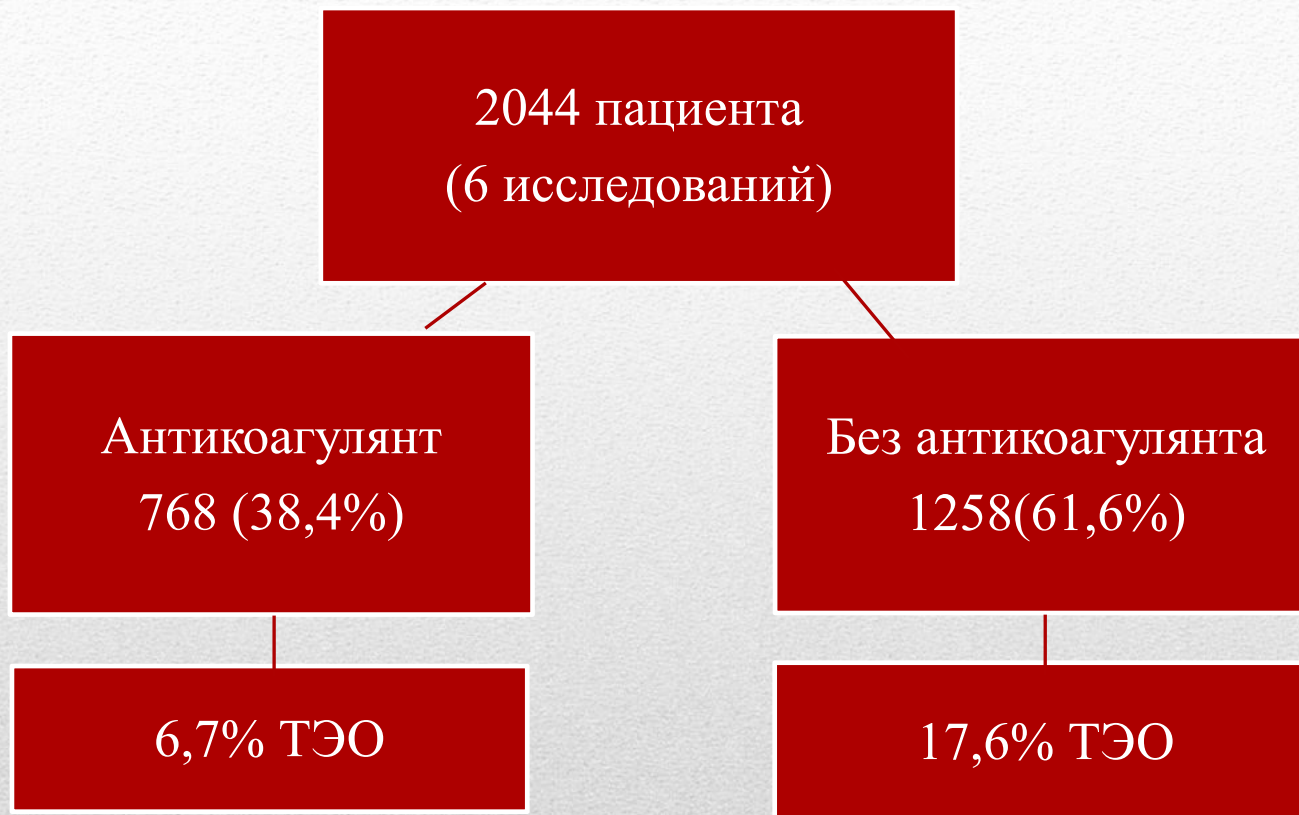 2044 пациента
(6 исследований)
Антикоагулянт
768 (38,4%)
Без антикоагулянта
1258(61,6%)
6,7% ТЭО
17,6% ТЭО